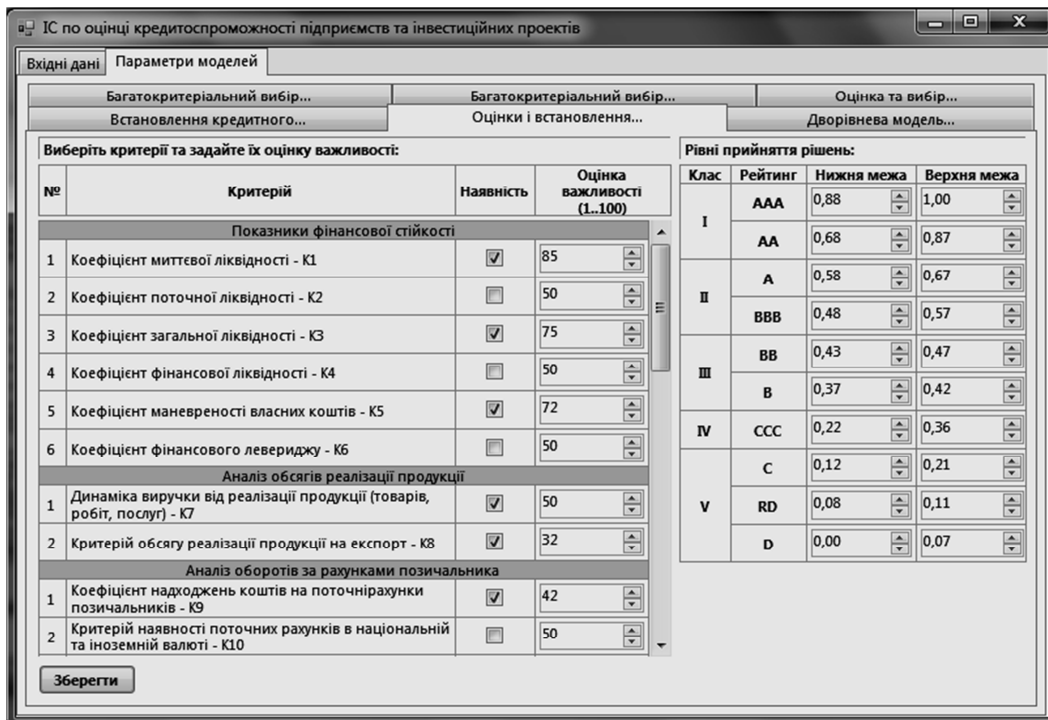 ІС по оцінці кредитоспроможності підприємств та інвестиційних проектів
Вхідні дані Параметри моделей
Багатокритеріальний вибір... Багатокритеріальний вибір... Оцінка та вибір...
Встановлення кредитного... Оцінки і встановлення... Дворівнева модель...
Виберіть критерії та задайте їх оцінку важливості:
№ Критерій Наявність Оцінка
важливості
(1..100)
Показники фінансової стійкості
1 Коефіцієнт миттєвої ліквідності - К1 85
2 Коефіцієнт поточної ліквідності - К2 50
3 Коефіцієнт загальної ліквідності - К3 75
4 Коефіцієнт фінансової ліквідності - К4 50
5 Коефіцієнт маневреності власних коштів - К5 72
6 Коефіцієнт фінансового левериджу - К6 50
Аналіз обсягів реалізації продукції
1 Динаміка виручки від реалізації продукції (товарів,
робіт, послуг) - К7 50
2 Критерій обсягу реалізації продукції на експорт - К8 32
Аналіз оборотів за рахунками позичальника
1 Коефіцієнт надходжень коштів на поточнірахунки
позичальників - К9 42
2 Критерій наявності поточних рахунків в національній
та іноземній валюті - К10 50
Зберегти
Рівні прийняття рішень:
Клас Рейтинг Нижня межа Верхня межа
I AAA 0,88 1,00
AA 0,68 0,87
II A 0,58 0,67
BBB 0,48 0,57
III BB 0,43 0,47
B 0,37 0,42
IV CCC 0,22 0,36
V C 0,12 0,21
RD 0,08 0,11
D 0,00 0,07